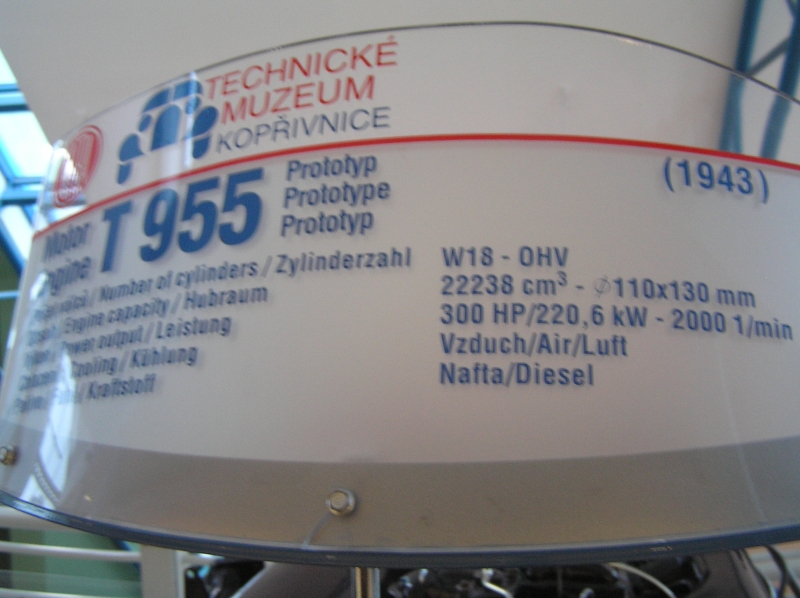 TECHNICKÉ
MUZEUM
KOPŘIVNICE
Motor
Engine
T 955
Prototyp
Prototype
Prototyp
(1943)
/ Number of cylinders / Zylinderzahl W18 - OHV
/ Engine capacity / Hubraum 22238 cm³ - ∅110x130 mm
/ Power output / Leistung 300 HP/220,6 kW - 2000 1/min
/ Cooling / Kühlung Vzduch/Air/Luft
/ Kraftstoff Nafta/Diesel